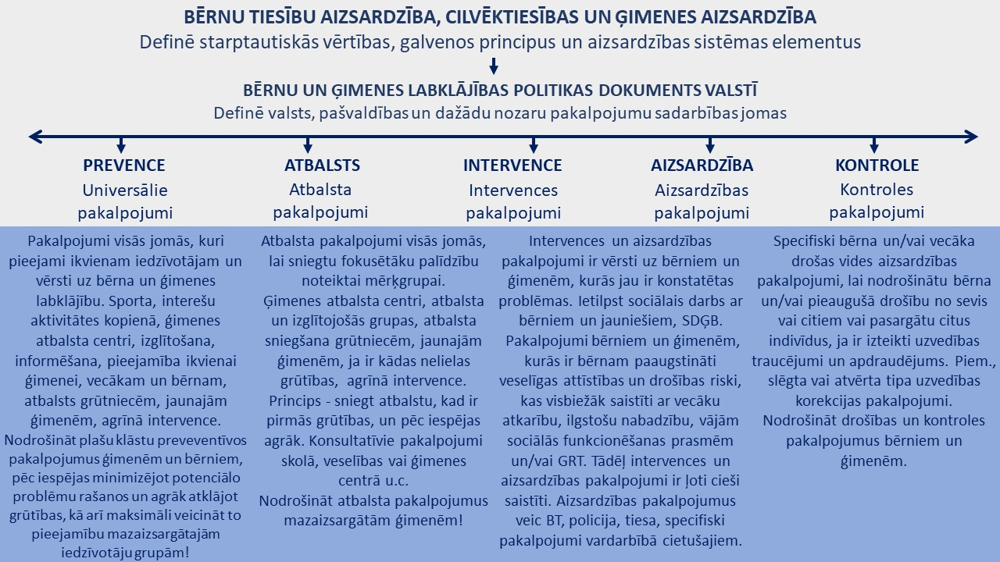 BĒRNU TIESĪBU AIZSARDZĪBA, CILVĒKTIESĪBAS UN ĢIMENES AIZSARDZĪBA
Definē starptautiskās vērtības, galvenos principus un aizsardzības sistēmas elementus
BĒRNU UN ĢIMENES LABKLĀJĪBAS POLITIKAS DOKUMENTS VALSTĪ
Definē valsts, pašvaldības un dažādu nozaru pakalpojumu sadarbības jomas
PREVENCE
Universālie
pakalpojumi
ATBALSTS
Atbalsta
pakalpojumi
INTERVENCE
Intervences
pakalpojumi
AIZSARDZĪBA
Aizsardzības
pakalpojumi
KONTROLE
Kontroles
pakalpojumi
Pakalpojumi visās jomās, kuri
pieejami ikvienam iedzīvotājam un
vērsti uz bērna un ģimenes
labklājību. Sporta, interešu
aktivitātes kopienā, ģimenes
atbalsta centri, izglītošana,
informēšana, pieejamība ikvienai
ģimenei, vecākam un bērnam,
atbalsts grūtniecēm, jaunajām
ģimenēm, agrīnā intervence.
Nodrošināt plašu klāstu preveventīvos
pakalpojumus ģimenēm un bērniem,
pēc iespējas minimizējot potenciālo
problēmu rašanos un agrāk atklājot
grūtības, kā arī maksimāli veicināt to
pieejamību mazaizsargātajām
iedzīvotāju grupām!
Atbalsta pakalpojumi visās jomās,
lai sniegtu fokusētāku palīdzību
noteiktai mērķgrupai.
Ģimenes atbalsta centri, atbalsta
un izglītojošās grupas, atbalsta
sniegšana grūtniecēm, jaunajām
ģimenēm, ja ir kādas nelielas
grūtības, agrīnā intervence.
Princips - sniegt atbalstu, kad ir
pirmās grūtības, un pēc iespējas
agrāk. Konsultatīvie pakalpojumi
skolā, veselības vai ģimenes
centrā u.c.
Nodrošināt atbalsta pakalpojumus
mazaizsargātām ģimenēm!
Intervences un aizsardzības
pakalpojumi ir vērsti uz bērniem un
ģimenēm, kurās jau ir konstatētas
problēmas. Ietilpst sociālais darbs ar
bērniem un jauniešiem, SDĢB.
Pakalpojumi bērniem un ģimenēm,
kurās ir bērnam paaugstināti
veselīgas attīstības un drošības riski,
kas visbiežāk saistīti ar vecāku
atkarību, ilgstošu nabadzību, vājām
sociālās funkcionēšanas prasmēm
un/vai GRT. Tādēļ intervences un
aizsardzības pakalpojumi ir ļoti cieši
saistīti. Aizsardzības pakalpojumus
veic BT, policija, tiesa, specifiski
pakalpojumi vardarbībā cietušajiem.
Specifiski bērna un/vai vecāka
drošas vides aizsardzības
pakalpojumi, lai nodrošinātu bērna
un/vai pieaugušā drošību no sevis
vai citiem vai pasargātu citus
indivīdus, ja ir izteikti uzvedības
traucējumi un apdraudējums. Piem.,
slēgta vai atvērta tipa uzvedības
korekcijas pakalpojumi.
Nodrošināt drošības un kontroles
pakalpojumus bērniem un
ģimenēm.